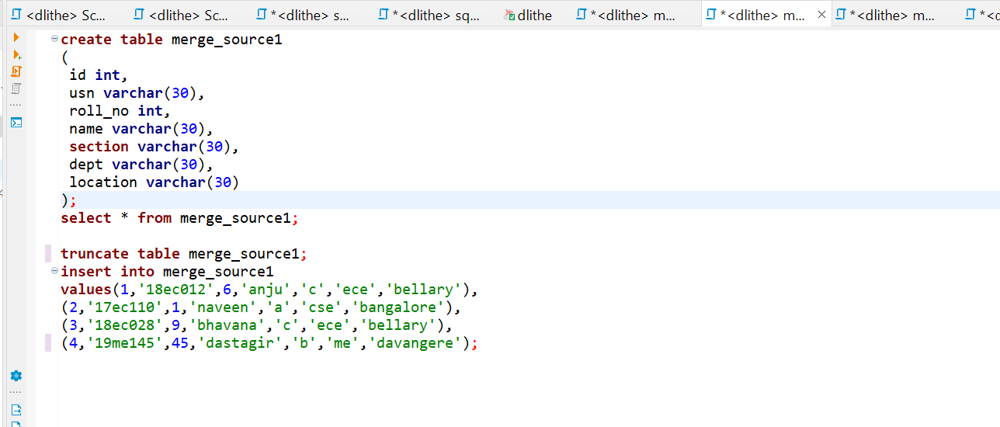 <dlithe> Sc... <dlithe> Sc... *<dlithe> s... *<dlithe> sq... dlithe *<dlithe> m... *<dlithe> m... *<dlithe> m...
create table merge_source1
(
id int,
usn varchar(30),
roll_no int,
name varchar(30),
section varchar(30),
dept varchar(30),
location varchar(30)
);
select * from merge_source1;
truncate table merge_source1;
insert into merge_source1
values(1,'18ec012',6,'anju','c','ece','bellary'),
(2,'17ec110',1,'naveen','a','cse','bangalore'),
(3,'18ec028',9,'bhavana','c','ece','bellary'),
(4,'19me145',45,'dastagir','b','me','davangere');